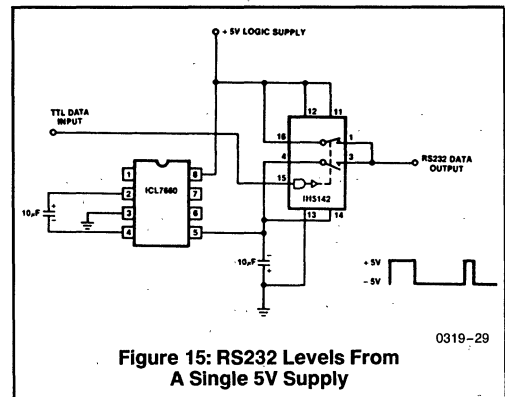 + 5V LOGIC SUPPLY
TTL DATA
INPUT
12 11
16 1
4 3
RS232 DATA
OUTPUT
15
IH5142
13 14
ICL7660
1 8
2 7
3 6
4 5
10µF
+
−
10µF
−
+
+ 5V
− 5V
0319−29
Figure 15: RS232 Levels From
A Single 5V Supply